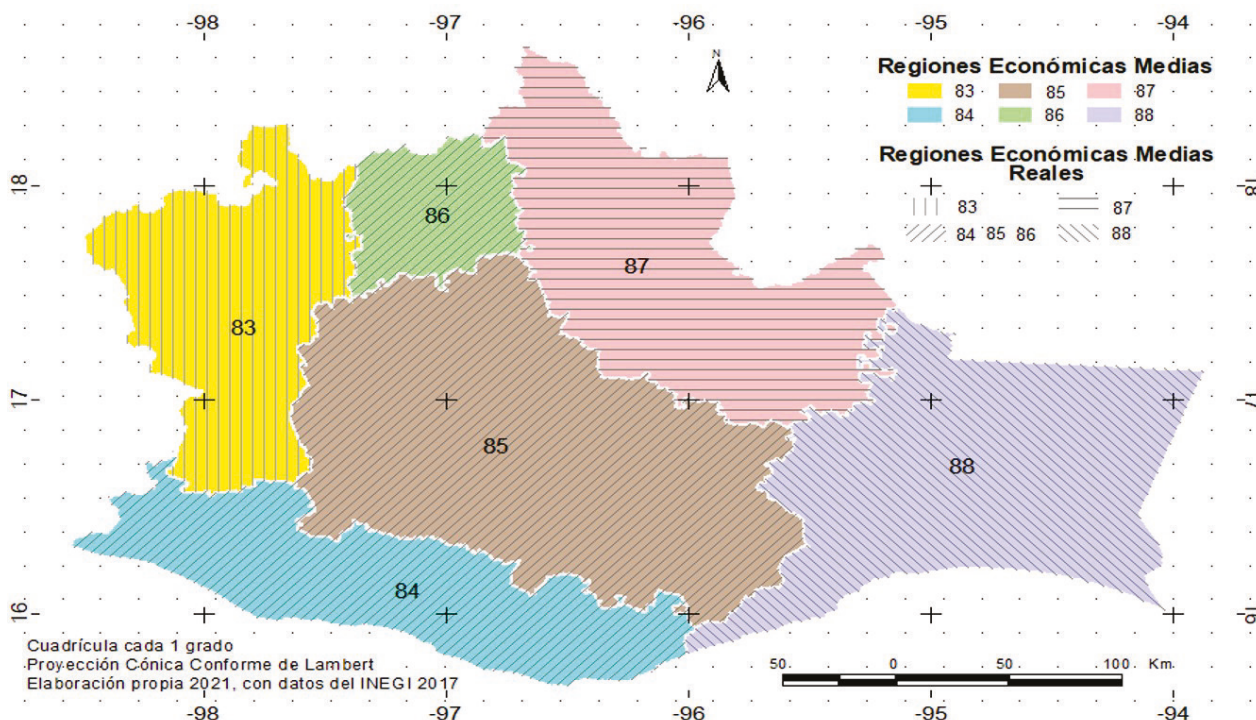 -98 -97 -96 -95 -94
N
Regiones Económicas Medias
83 85 87
84 86 88
Regiones Económicas Medias
Reales
83 87
84 85 86 88
18 18
86
87
83
17 17
85
88
84
16 16
Cuadrícula cada 1 grado
Proyección Cónica Conforme de Lambert
Elaboración propia 2021, con datos del INEGI 2017
50 0 50 100 Km.
-98 -97 -96 -95 -94